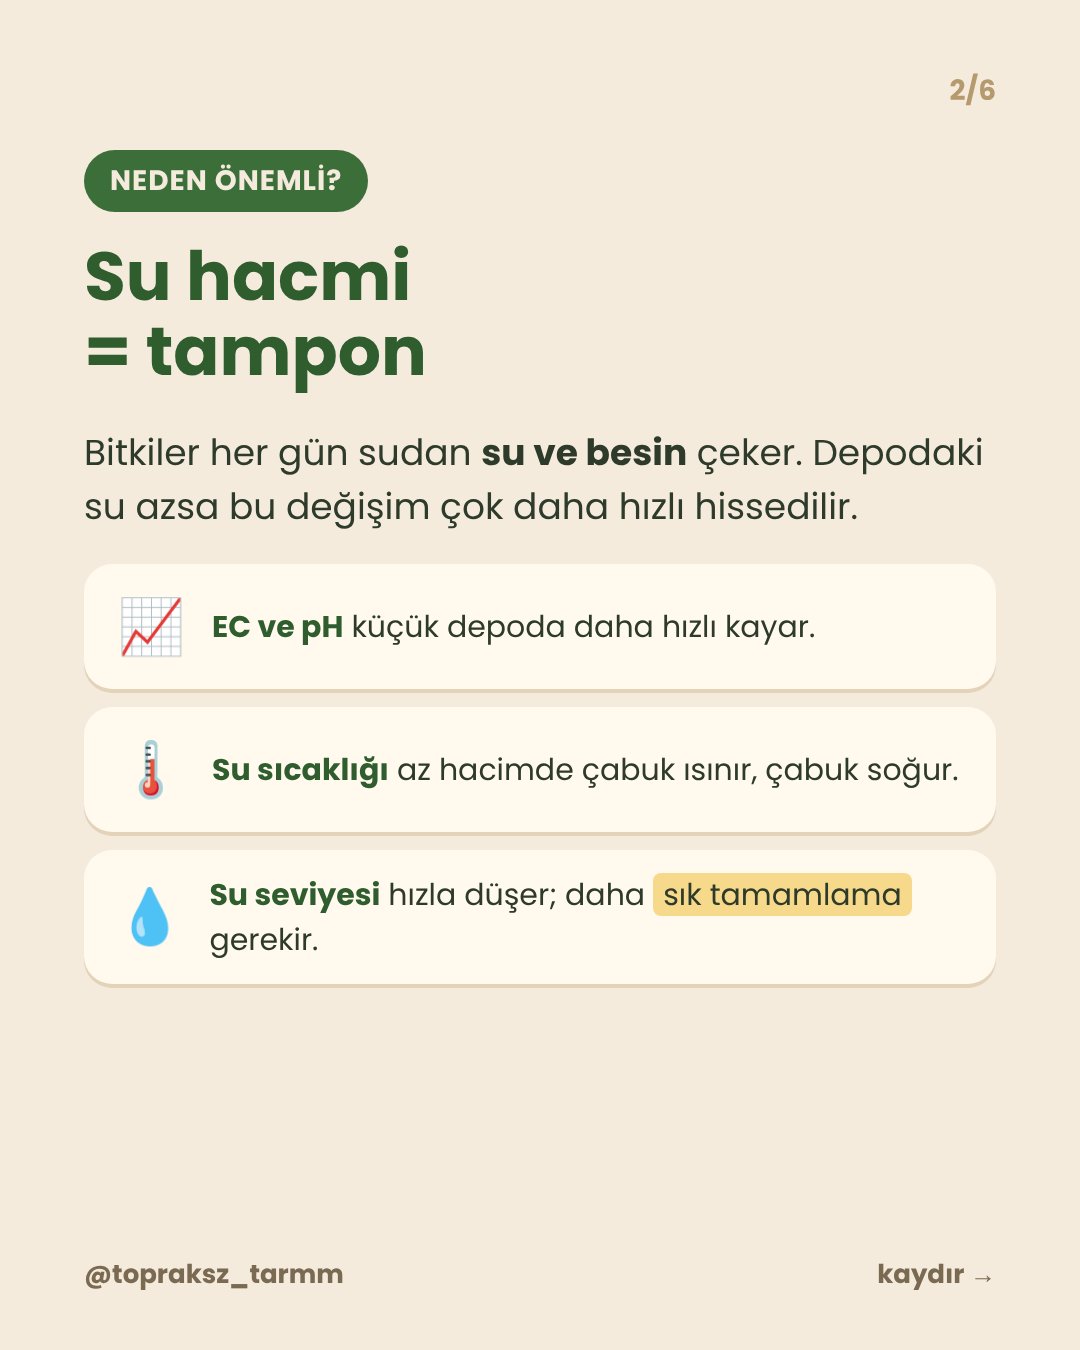 2/6
NEDEN ÖNEMLİ?
Su hacmi
= tampon
Bitkiler her gün sudan su ve besin çeker. Depodaki
su azsa bu değişim çok daha hızlı hissedilir.
EC ve pH küçük depoda daha hızlı kayar.
Su sıcaklığı az hacimde çabuk ısınır, çabuk soğur.
Su seviyesi hızla düşer; daha sık tamamlama
gerekir.
@topraksz_tarmm
kaydır →